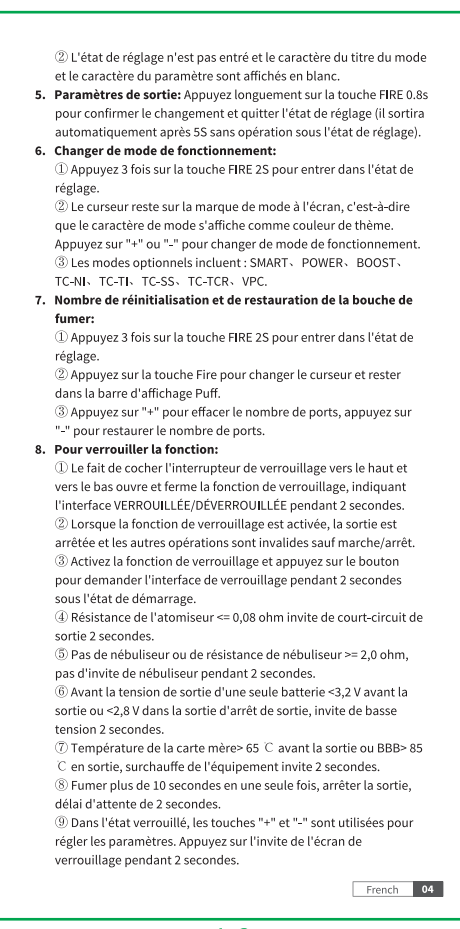 ② L'état de réglage n'est pas entré et le caractère du titre du mode
et le caractère du paramètre sont affichés en blanc.
5. Paramètres de sortie: Appuyez longuement sur la touche FIRE 0.8s
pour confirmer le changement et quitter l'état de réglage (il sortira
automatiquement après 5S sans opération sous l'état de réglage).
6. Changer de mode de fonctionnement:
① Appuyez 3 fois sur la touche FIRE 2S pour entrer dans l'état de
réglage.
② Le curseur reste sur la marque de mode à l'écran, c'est-à-dire
que le caractère de mode s'affiche comme couleur de thème.
Appuyez sur "+" ou "-" pour changer de mode de fonctionnement.
③ Les modes optionnels incluent : SMART、POWER、BOOST、
TC-NI、TC-TI、TC-SS、TC-TCR、VPC.
7. Nombre de réinitialisation et de restauration de la bouche de
fumer:
① Appuyez 3 fois sur la touche FIRE 2S pour entrer dans l'état de
réglage.
② Appuyez sur la touche Fire pour changer le curseur et rester
dans la barre d'affichage Puff.
③ Appuyez sur "+" pour effacer le nombre de ports, appuyez sur
"-" pour restaurer le nombre de ports.
8. Pour verrouiller la fonction:
① Le fait de cocher l'interrupteur de verrouillage vers le haut et
vers le bas ouvre et ferme la fonction de verrouillage, indiquant
l'interface VERROUILLÉE/DÉVERROUILLÉE pendant 2 secondes.
② Lorsque la fonction de verrouillage est activée, la sortie est
arrêtée et les autres opérations sont invalides sauf marche/arrêt.
③ Activez la fonction de verrouillage et appuyez sur le bouton
pour demander l'interface de verrouillage pendant 2 secondes
sous l'état de démarrage.
④ Résistance de l'atomiseur <= 0,08 ohm invite de court-circuit de
sortie 2 secondes.
⑤ Pas de nébuliseur ou de résistance de nébuliseur >= 2,0 ohm,
pas d'invite de nébuliseur pendant 2 secondes.
⑥ Avant la tension de sortie d'une seule batterie <3,2 V avant la
sortie ou <2,8 V dans la sortie d'arrêt de sortie, invite de basse
tension 2 secondes.
⑦ Température de la carte mère> 65 ℃ avant la sortie ou BBB> 85
℃ en sortie, surchauffe de l'équipement invite 2 secondes.
⑧ Fumer plus de 10 secondes en une seule fois, arrêter la sortie,
délai d'attente de 2 secondes.
⑨ Dans l'état verrouillé, les touches "+" et "-" sont utilisées pour
régler les paramètres. Appuyez sur l'invite de l'écran de
verrouillage pendant 2 secondes.
French 04